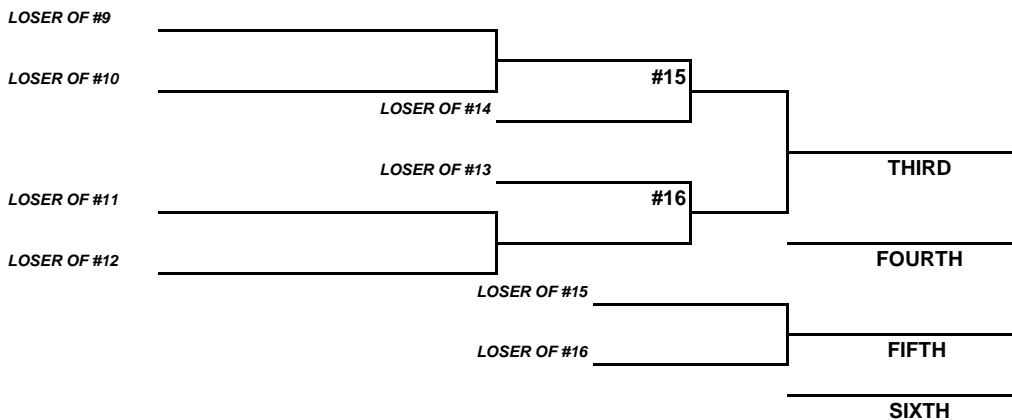 LOSER OF #9
LOSER OF #10
#15
LOSER OF #14
LOSER OF #13
THIRD
LOSER OF #11
#16
LOSER OF #12
FOURTH
LOSER OF #15
LOSER OF #16
FIFTH
SIXTH